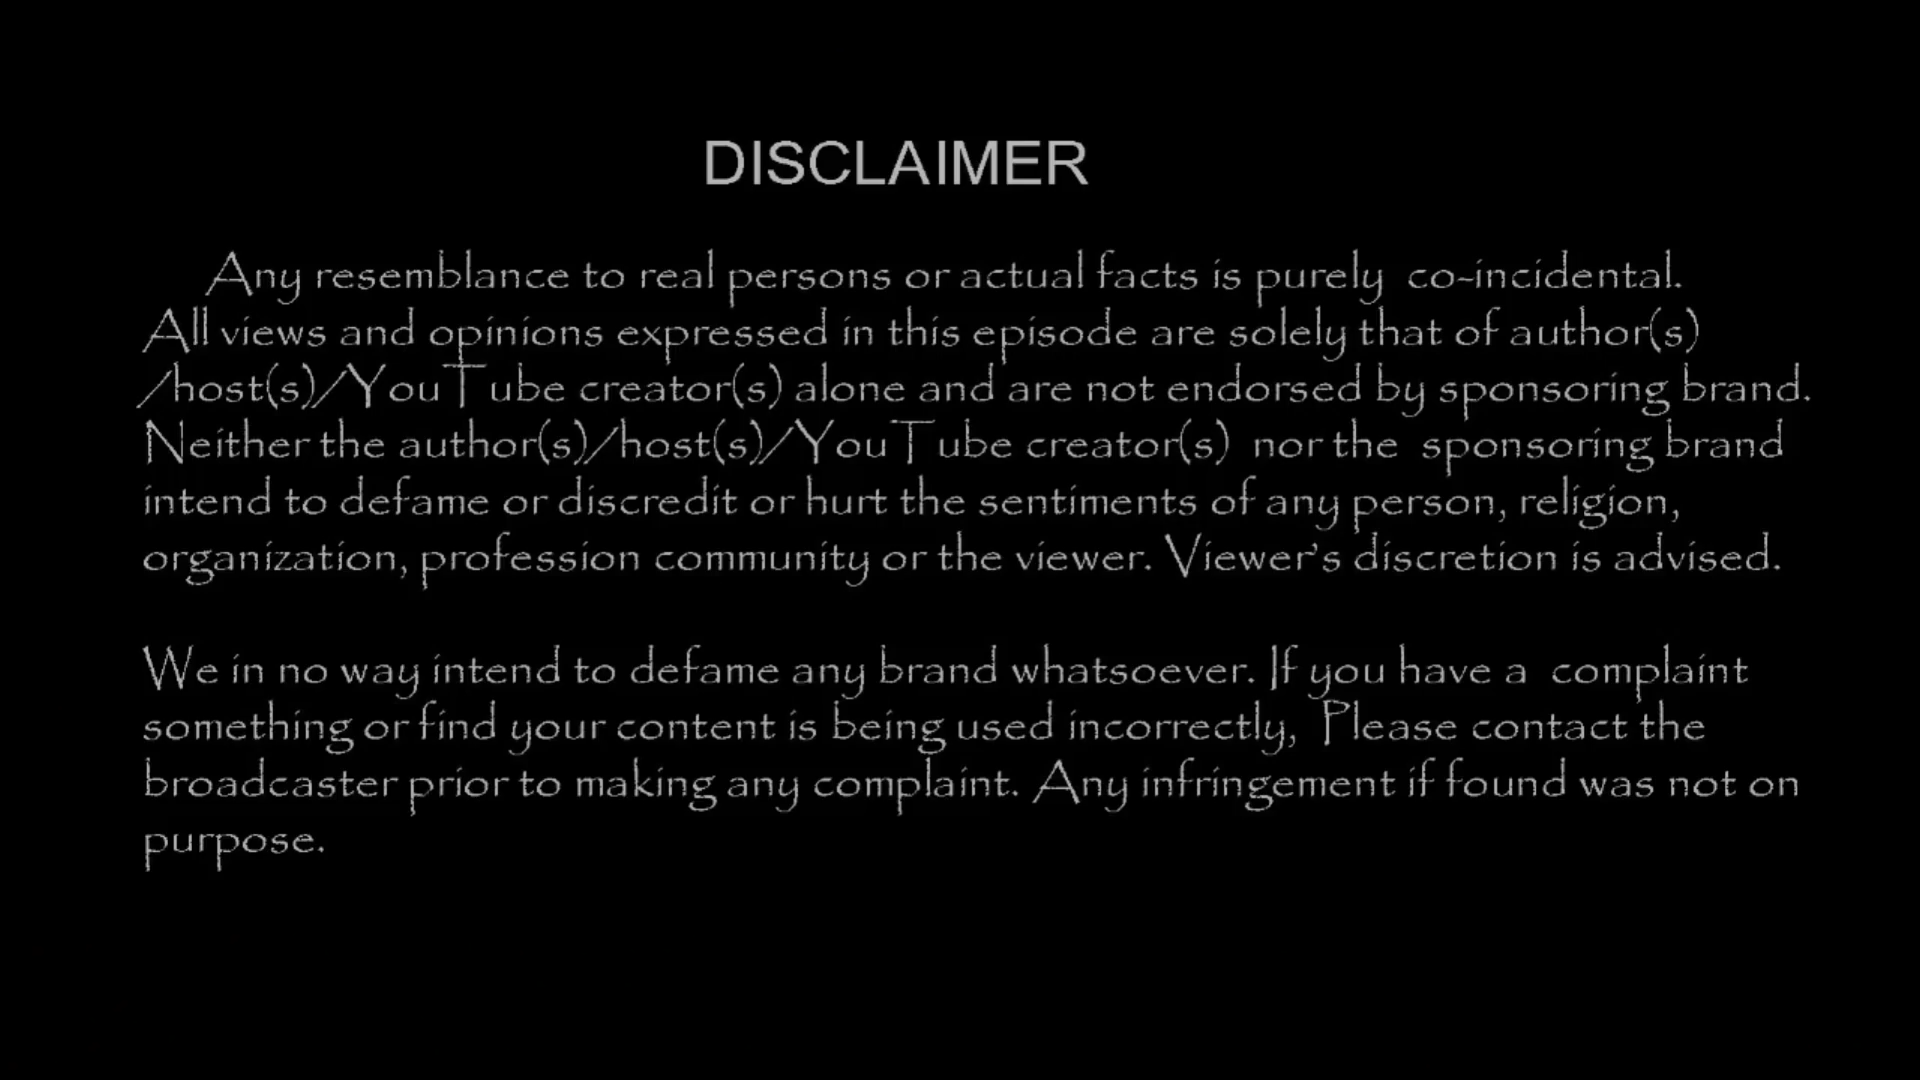 DISCLAIMER
Any resemblance to real persons or actual facts is purely co-incidental.
All views and opinions expressed in this episode are solely that of author(s)
/host(s)/YouTube creator(s) alone and are not endorsed by sponsoring brand.
Neither the author(s)/host(s)/YouTube creator(s) nor the sponsoring brand
intend to defame or discredit or hurt the sentiments of any person, religion,
organization, profession community or the viewer. Viewer's discretion is advised.
We in no way intend to defame any brand whatsoever. If you have a complaint
something or find your content is being used incorrectly, Please contact the
broadcaster prior to making any complaint. Any infringement if found was not on
purpose.